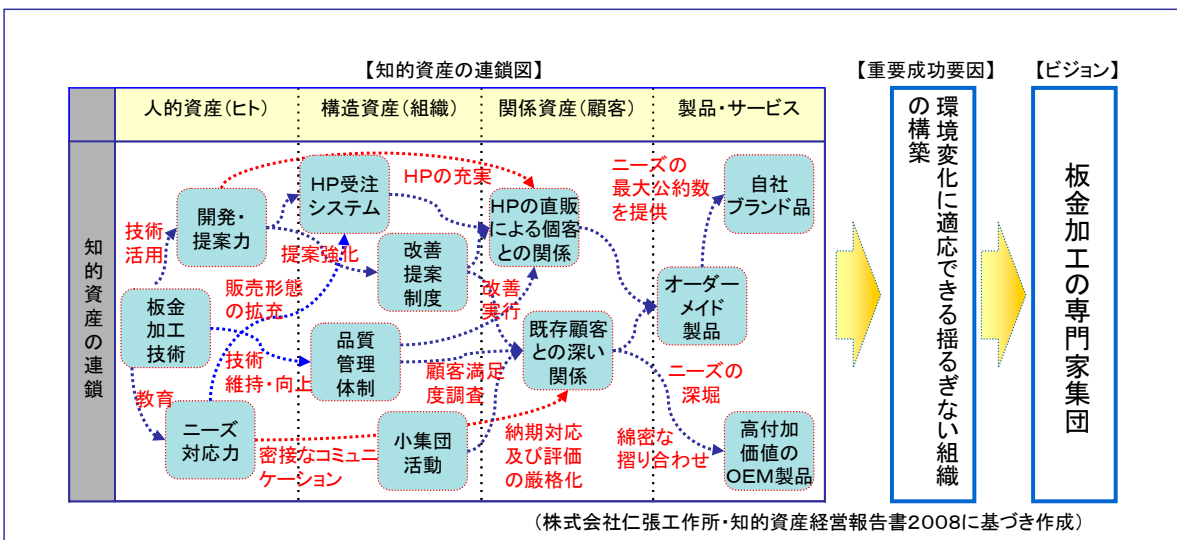 【知的資産の連鎖図】
【重要成功要因】
【ビジョン】
人的資産(ヒト)
構造資産(組織)
関係資産(顧客)
製品・サービス
知的資産の連鎖
開発・
提案力
板金
加工
技術
ニーズ
対応力
HP受注
システム
改善
提案
制度
品質
管理
体制
小集団
活動
HPの直販
による個客
との関係
既存顧客
との深い
関係
自社
ブランド品
オーダー
メイド
製品
高付加
価値の
OEM製品
技術
活用
教育
提案強化
販売形態
の拡充
技術
維持・向上
密接なコミュニ
ケーション
HPの充実
改善
実行
顧客満足
度調査
納期対応
及び評価
の厳格化
ニーズの
最大公約数
を提供
ニーズの
深堀
綿密な
摺り合わせ
環境変化に適応できる揺るぎない組織
の構築
板金加工の専門家集団
(株式会社仁張工作所・知的資産経営報告書2008に基づき作成)